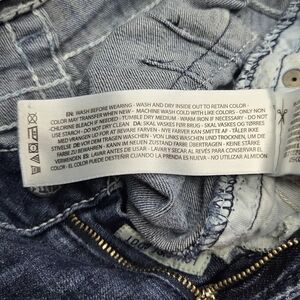 EN: WASH BEFORE WEARING - WASH AND DRY INSIDE OUT TO RETAIN COLOR -
COLOR MAY TRANSFER WHEN NEW - MACHINE WASH COLD WITH LIKE COLORS - ONLY NON
-CHLORINE BLEACH IF NEEDED - TUMBLE DRY MEDIUM - WARM IRON IF NECESSARY - DO NOT
USE STARCH - DO NOT DRY CLEAN DA: SKAL VASKES FØR BRUG - SKAL VASKES OG TØRRES
MED VRANGEN UD FOR AT BEVARE FARVEN - NYE FARVER KAN SMITTE AF - TÅLER IKKE
STIVELSE DE: VOR DEM TRAGEN WASCHEN - VON LINKS WASCHEN UND TROCKNEN, UM DIE
FARBE ZU ERHALTEN - KANN IM NEUEN ZUSTAND FARBE ÜBERTRAGEN - KEINE STÄRKE
VERWENDEN ES: LAVAR ANTES DE USAR - LAVAR Y SECAR AL REVÉS PARA CONSERVAR EL
COLOR - EL COLOR PUEDE DESTEÑIR CUANDO LA PRENDA ES NUEVA - NO UTILIZAR ALMIDÓN